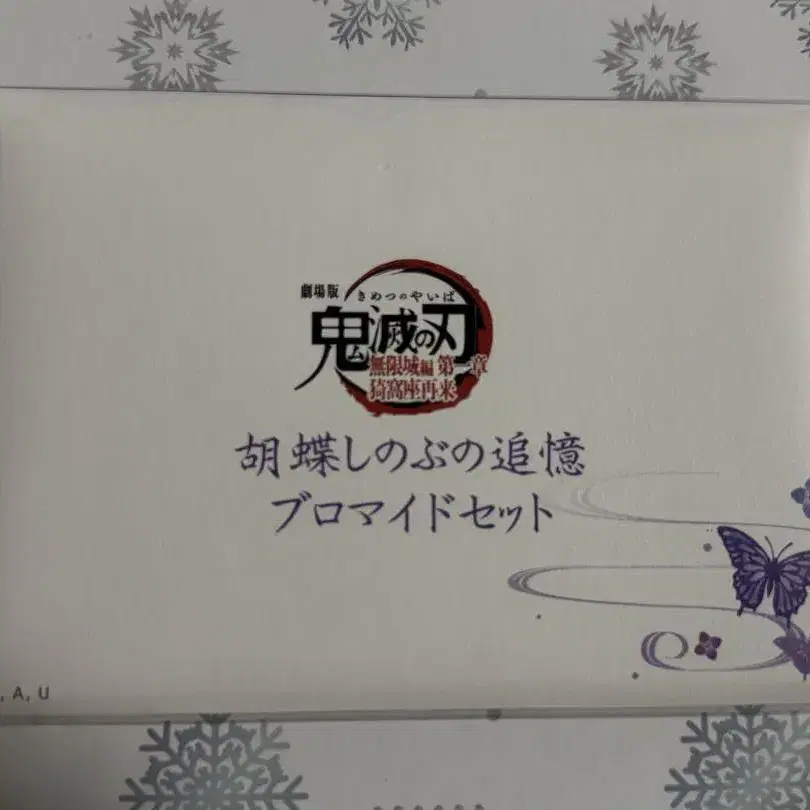 劇場版
きめつのやいば
鬼滅の刃
無限城編 第一章
猗窩座再来
胡蝶しのぶの追憶
ブロマイドセット
, A, U